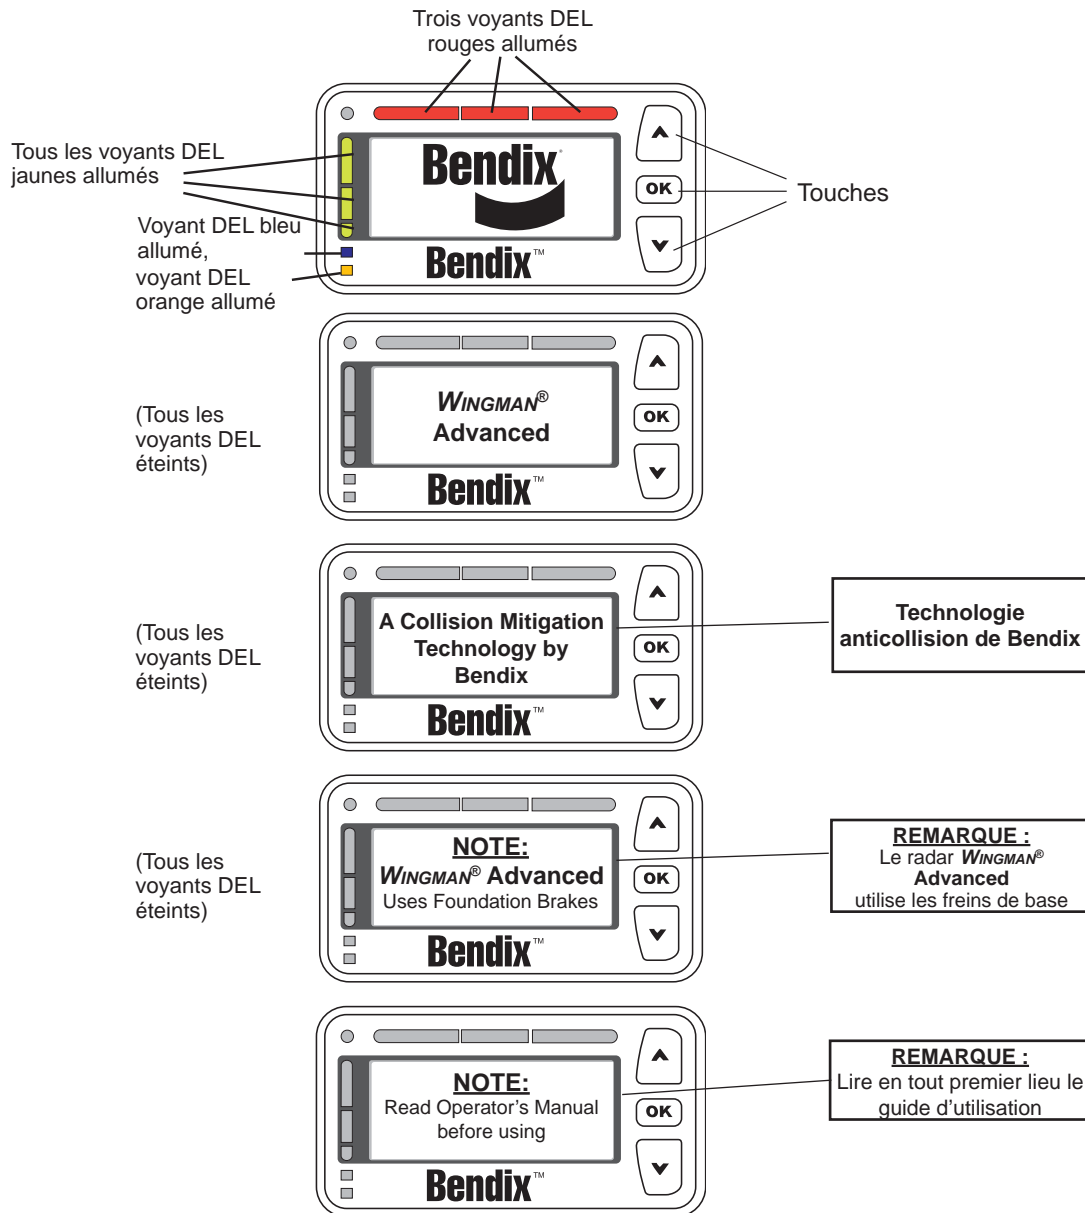 Trois voyants DEL
rouges allumés
Tous les voyants DEL
jaunes allumés
Voyant DEL bleu
allumé,
voyant DEL
orange allumé
Bendix®
OK
Touches
Bendix™
(Tous les
voyants DEL
éteints)
WINGMAN®
Advanced
OK
Bendix™
(Tous les
voyants DEL
éteints)
A Collision Mitigation
Technology by
Bendix
OK
Bendix™
Technologie
anticollision de Bendix
(Tous les
voyants DEL
éteints)
NOTE:
WINGMAN® Advanced
Uses Foundation Brakes
OK
Bendix™
REMARQUE :
Le radar WINGMAN®
Advanced
utilise les freins de base
NOTE:
Read Operator's Manual
before using
OK
Bendix™
REMARQUE :
Lire en tout premier lieu le
guide d'utilisation